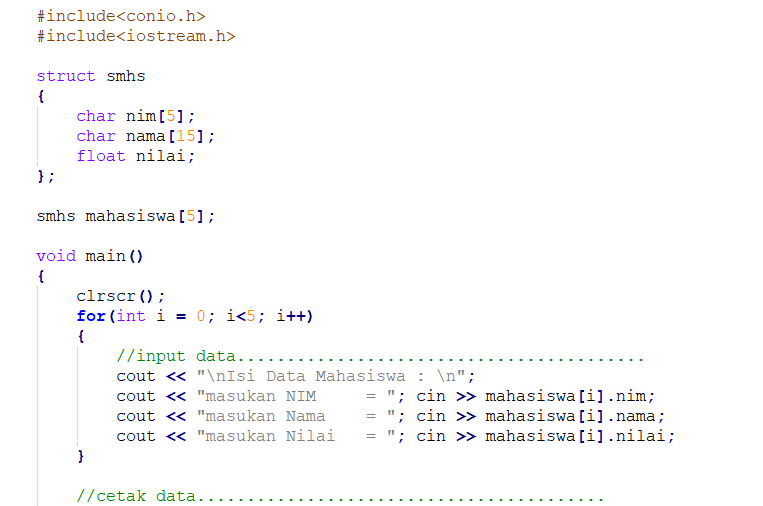 #include<conio.h>
#include<iostream.h>
struct smhs
{
char nim[5];
char nama[15];
float nilai;
};
smhs mahasiswa[5];
void main()
{
clrscr();
for(int i = 0; i<5; i++)
{
//input data.........................................
cout << "\nIsi Data Mahasiswa : \n";
cout << "masukan NIM     = "; cin >> mahasiswa[i].nim;
cout << "masukan Nama    = "; cin >> mahasiswa[i].nama;
cout << "masukan Nilai   = "; cin >> mahasiswa[i].nilai;
}
//cetak data.........................................